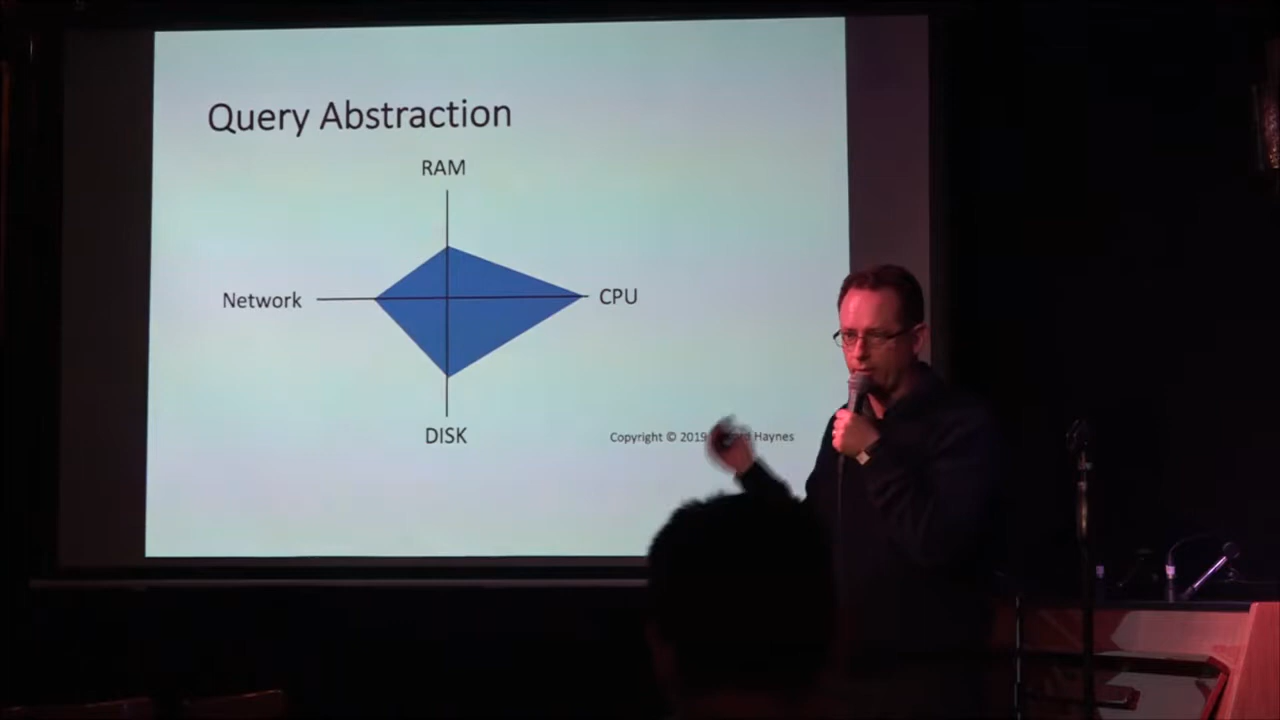 Query Abstraction
RAM
Network
CPU
DISK
Copyright © 2019 Haynes